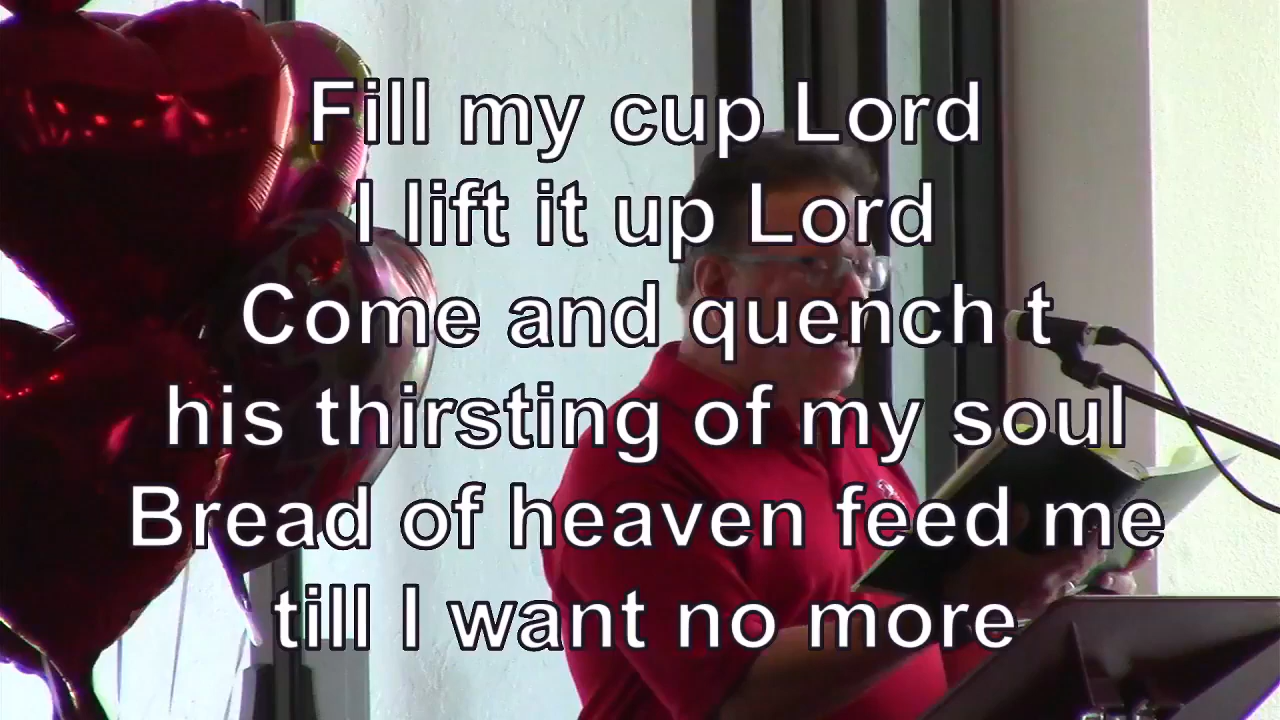 Fill my cup Lord
I lift it up Lord
Come and quench t
his thirsting of my soul
Bread of heaven feed me
till I want no more